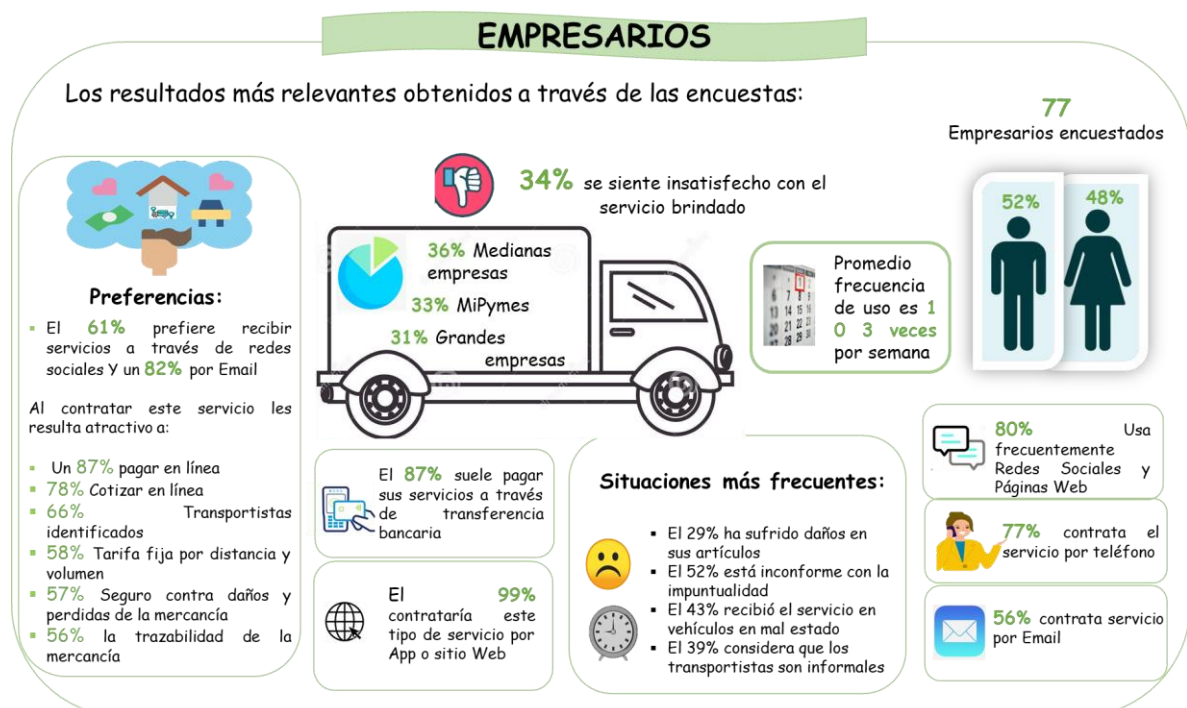 EMPRESARIOS
Los resultados más relevantes obtenidos a través de las encuestas:
77
Empresarios encuestados
52%
48%
34% se siente insatisfecho con el
servicio brindado
36% Medianas
empresas
33% MiPymes
31% Grandes
empresas
Promedio
frecuencia
de uso es 1
0 3 veces
por semana
Preferencias:
▪ El 61% prefiere recibir
servicios a través de redes
sociales Y un 82% por Email
Al contratar este servicio les
resulta atractivo a:
▪ Un 87% pagar en línea
▪ 78% Cotizar en línea
▪ 66% Transportistas
identificados
▪ 58% Tarifa fija por distancia y
volumen
▪ 57% Seguro contra daños y
perdidas de la mercancía
▪ 56% la trazabilidad de la
mercancía
El 87% suele pagar
sus servicios a través
de transferencia
bancaria
El 99%
contrataría este
tipo de servicio por
App o sitio Web
Situaciones más frecuentes:
▪ El 29% ha sufrido daños en
sus artículos
▪ El 52% está inconforme con la
impuntualidad
▪ El 43% recibió el servicio en
vehículos en mal estado
▪ El 39% considera que los
transportistas son informales
80% Usa
frecuentemente
Redes Sociales y
Páginas Web
77% contrata el
servicio por teléfono
56% contrata servicio
por Email